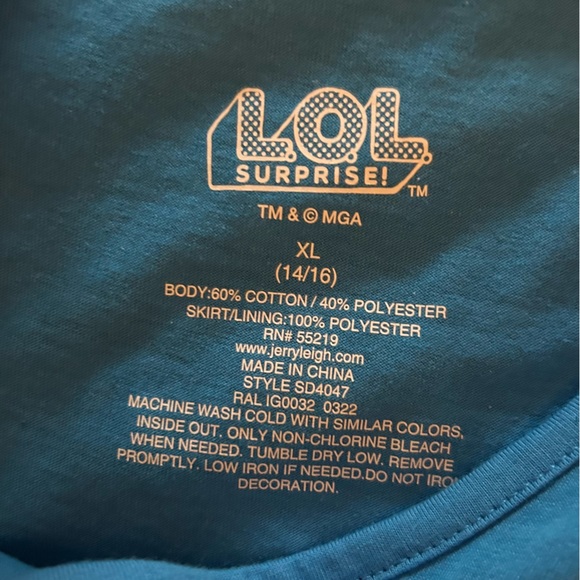 L.O.L.
SURPRISE!™
TM & © MGA
XL
(14/16)
BODY:60% COTTON / 40% POLYESTER
SKIRT/LINING:100% POLYESTER
RN# 55219
www.jerryleigh.com
MADE IN CHINA
STYLE SD4047
RAL IG0032 0322
MACHINE WASH COLD WITH SIMILAR COLORS,
INSIDE OUT. ONLY NON-CHLORINE BLEACH
WHEN NEEDED. TUMBLE DRY LOW. REMOVE
PROMPTLY. LOW IRON IF NEEDED.DO NOT IRON
DECORATION.